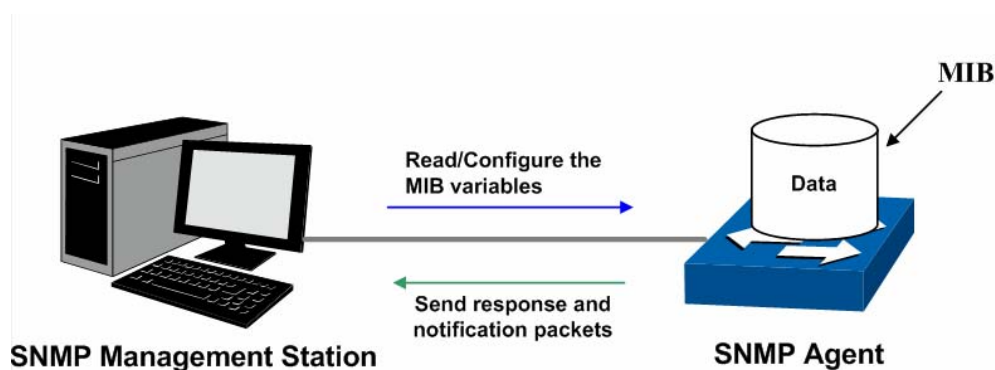 MIB
Read/Configure the
MIB variables
Data
Send response and
notification packets
SNMP Management Station
SNMP Agent